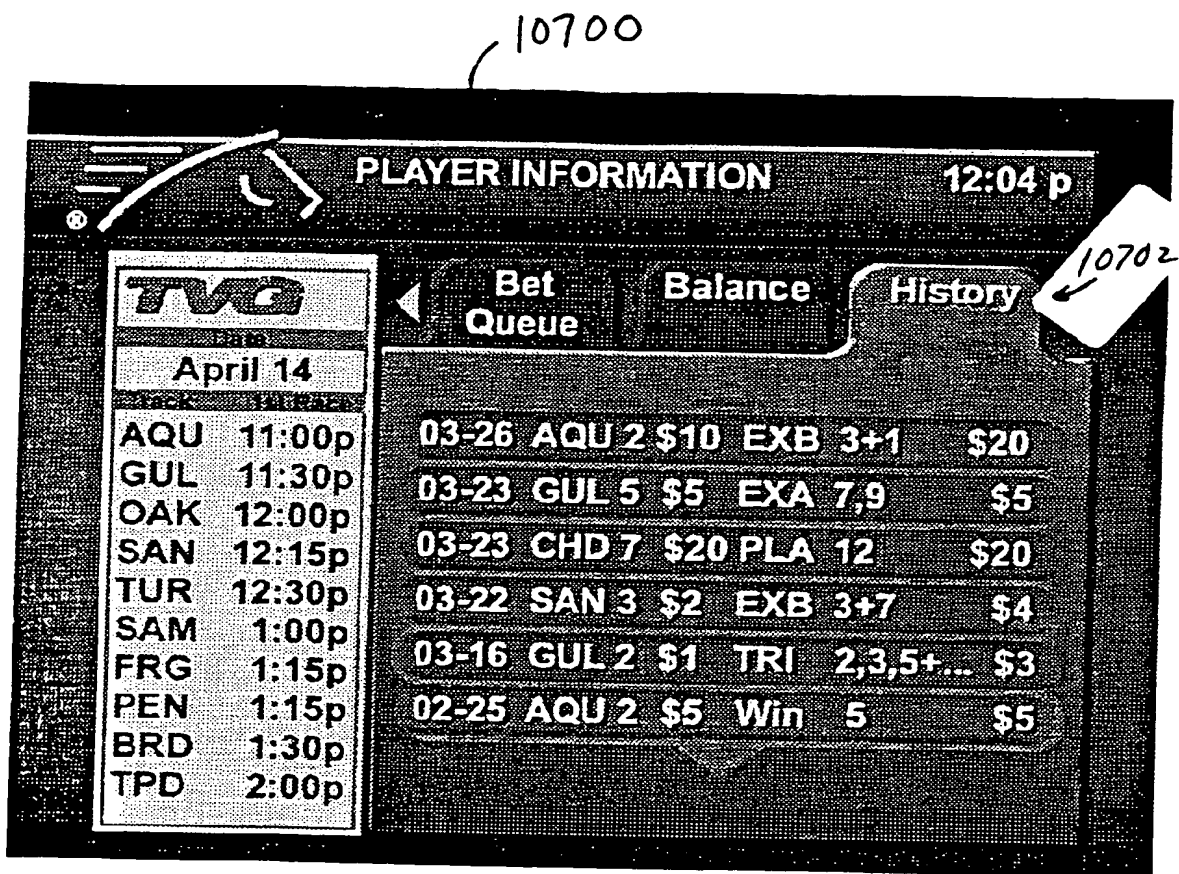 10700
PLAYER INFORMATION 12:04 p
®
10702
TVG
Date
April 14
Track 1st Race
AQU 11:00p
GUL 11:30p
OAK 12:00p
SAN 12:15p
TUR 12:30p
SAM 1:00p
FRG 1:15p
PEN 1:15p
BRD 1:30p
TPD 2:00p
Bet
Queue
Balance
History
03-26 AQU 2 $10 EXB 3+1 $20
03-23 GUL 5 $5 EXA 7,9 $5
03-23 CHD 7 $20 PLA 12 $20
03-22 SAN 3 $2 EXB 3+7 $4
03-16 GUL 2 $1 TRI 2,3,5+... $3
02-25 AQU 2 $5 Win 5 $5